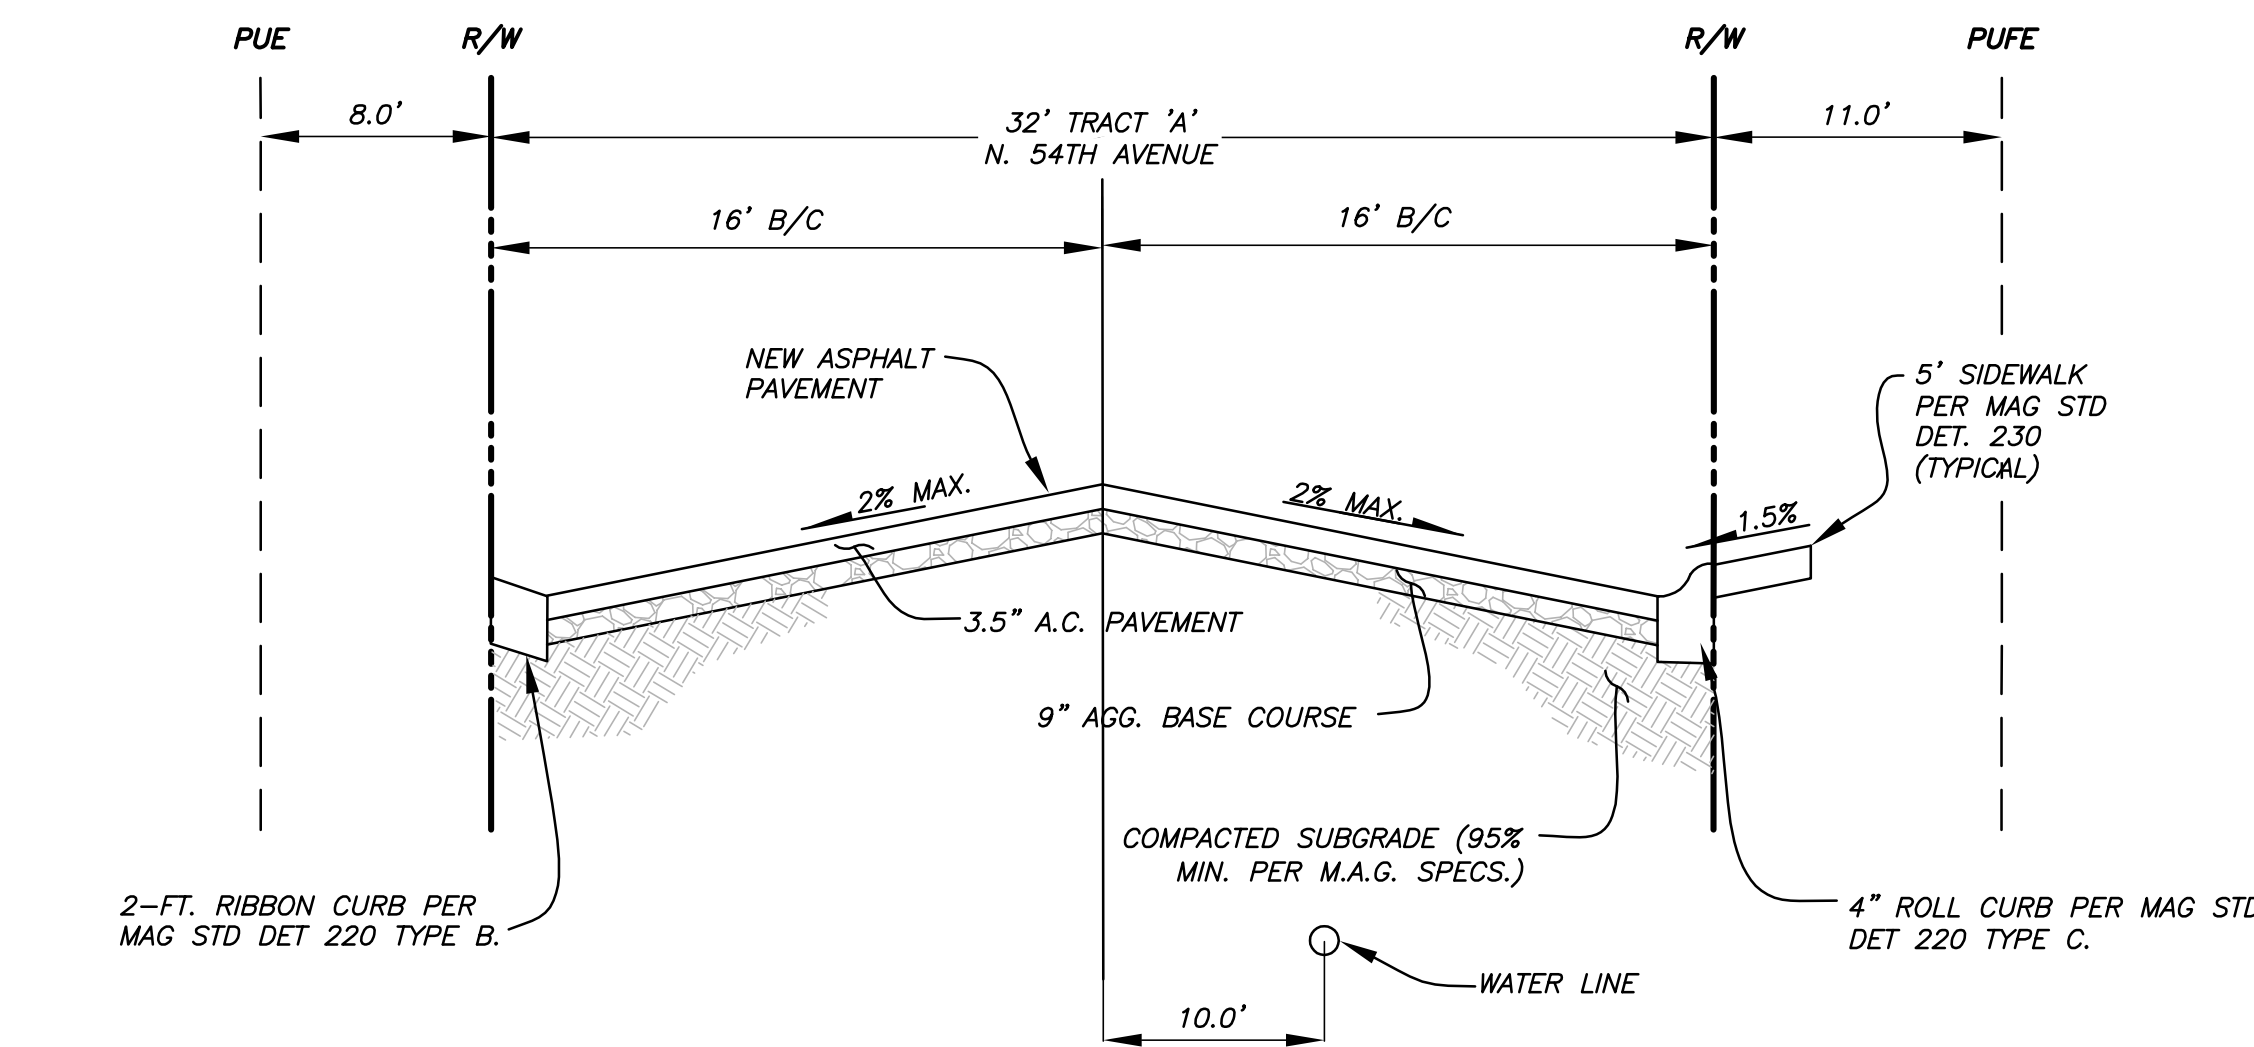 PUE
R/W
R/W
PUFE
8.0'
32' TRACT 'A'
N. 54TH AVENUE
11.0'
16' B/C
16' B/C
NEW ASPHALT
PAVEMENT
5' SIDEWALK
PER MAG STD
DET. 230
(TYPICAL)
2% MAX.
2% MAX.
1.5%
3.5" A.C. PAVEMENT
9" AGG. BASE COURSE
COMPACTED SUBGRADE (95%
MIN. PER M.A.G. SPECS.)
2-FT. RIBBON CURB PER
MAG STD DET 220 TYPE B.
4" ROLL CURB PER MAG STD
DET 220 TYPE C.
WATER LINE
10.0'